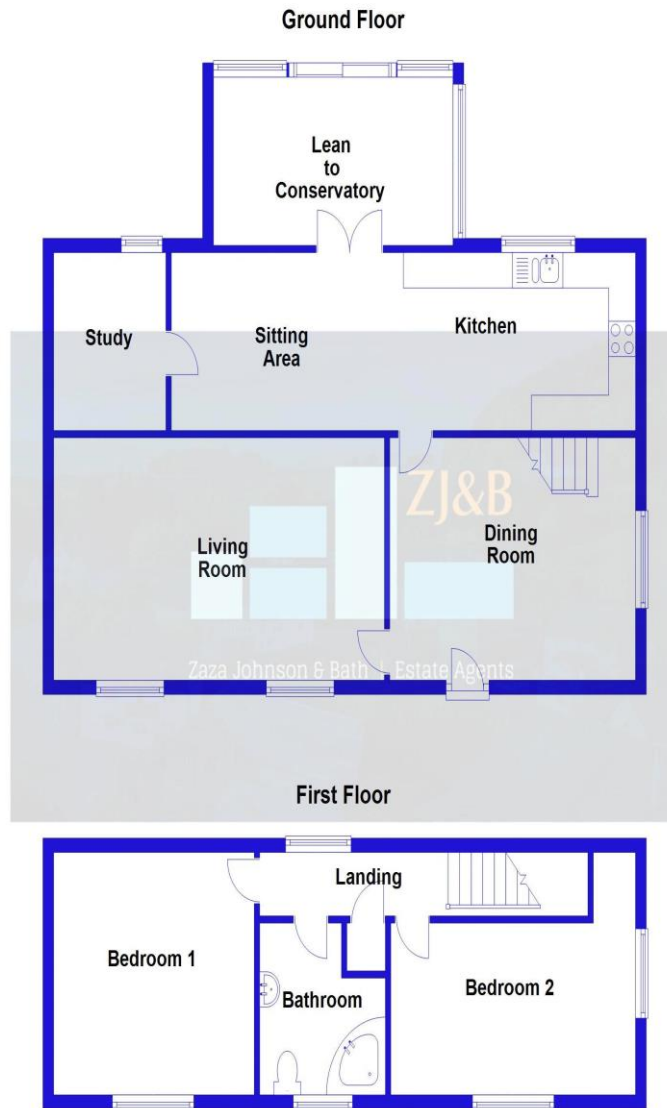 Ground Floor
Lean
to
Conservatory
Study
Sitting
Area
Kitchen
ZJ&B
Living
Room
Dining
Room
Zaza Johnson & Bath | Estate Agents
First Floor
Landing
Bedroom 1
Bathroom
Bedroom 2